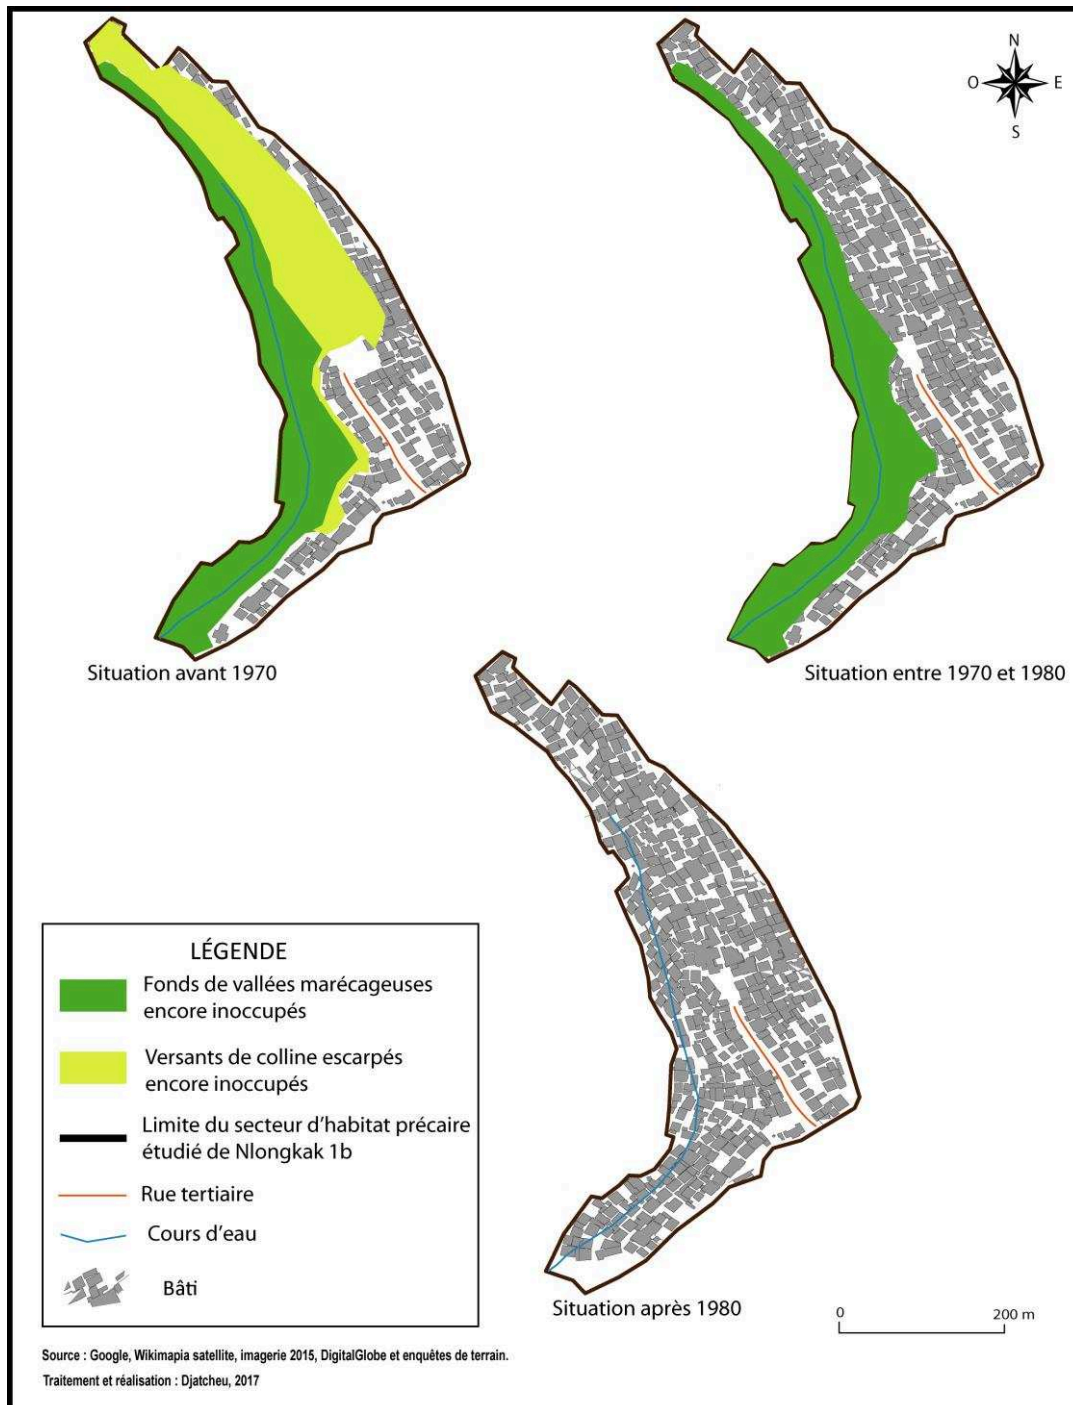 N
O E
S
Situation avant 1970
Situation entre 1970 et 1980
LÉGENDE
Fonds de vallées marécageuses
encore inoccupés
Versants de colline escarpés
encore inoccupés
Limite du secteur d'habitat précaire
étudié de Nlongkak 1b
Rue tertiaire
Cours d'eau
Bâti
Situation après 1980
0 200 m
Source : Google, Wikimapia satellite, imagerie 2015, DigitalGlobe et enquêtes de terrain.
Traitement et réalisation : Djatcheu, 2017